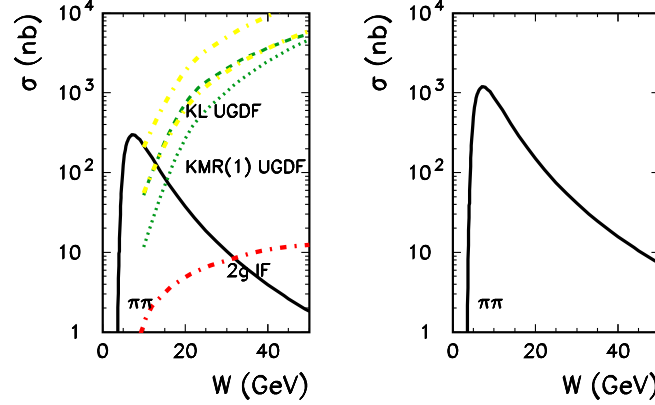 σ (nb)
10⁴
10³
10²
10
1
KL UGDF
KMR(1) UGDF
2g IF
ππ
0
20
40
W (GeV)
σ (nb)
10⁴
10³
10²
10
1
ππ
0
20
40
W (GeV)